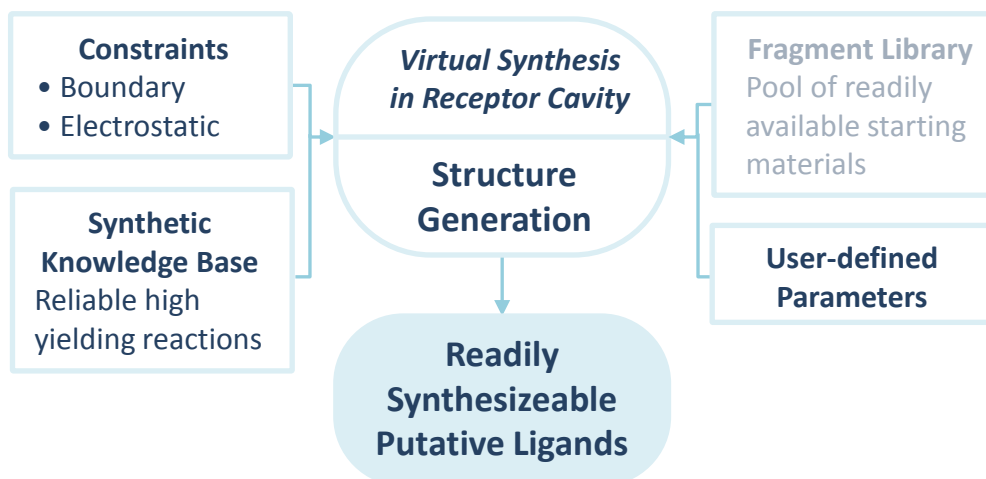 Constraints
• Boundary
• Electrostatic
Synthetic
Knowledge Base
Reliable high
yielding reactions
Virtual Synthesis
in Receptor Cavity
Structure
Generation
Readily
Synthesizeable
Putative Ligands
Fragment Library
Pool of readily
available starting
materials
User-defined
Parameters